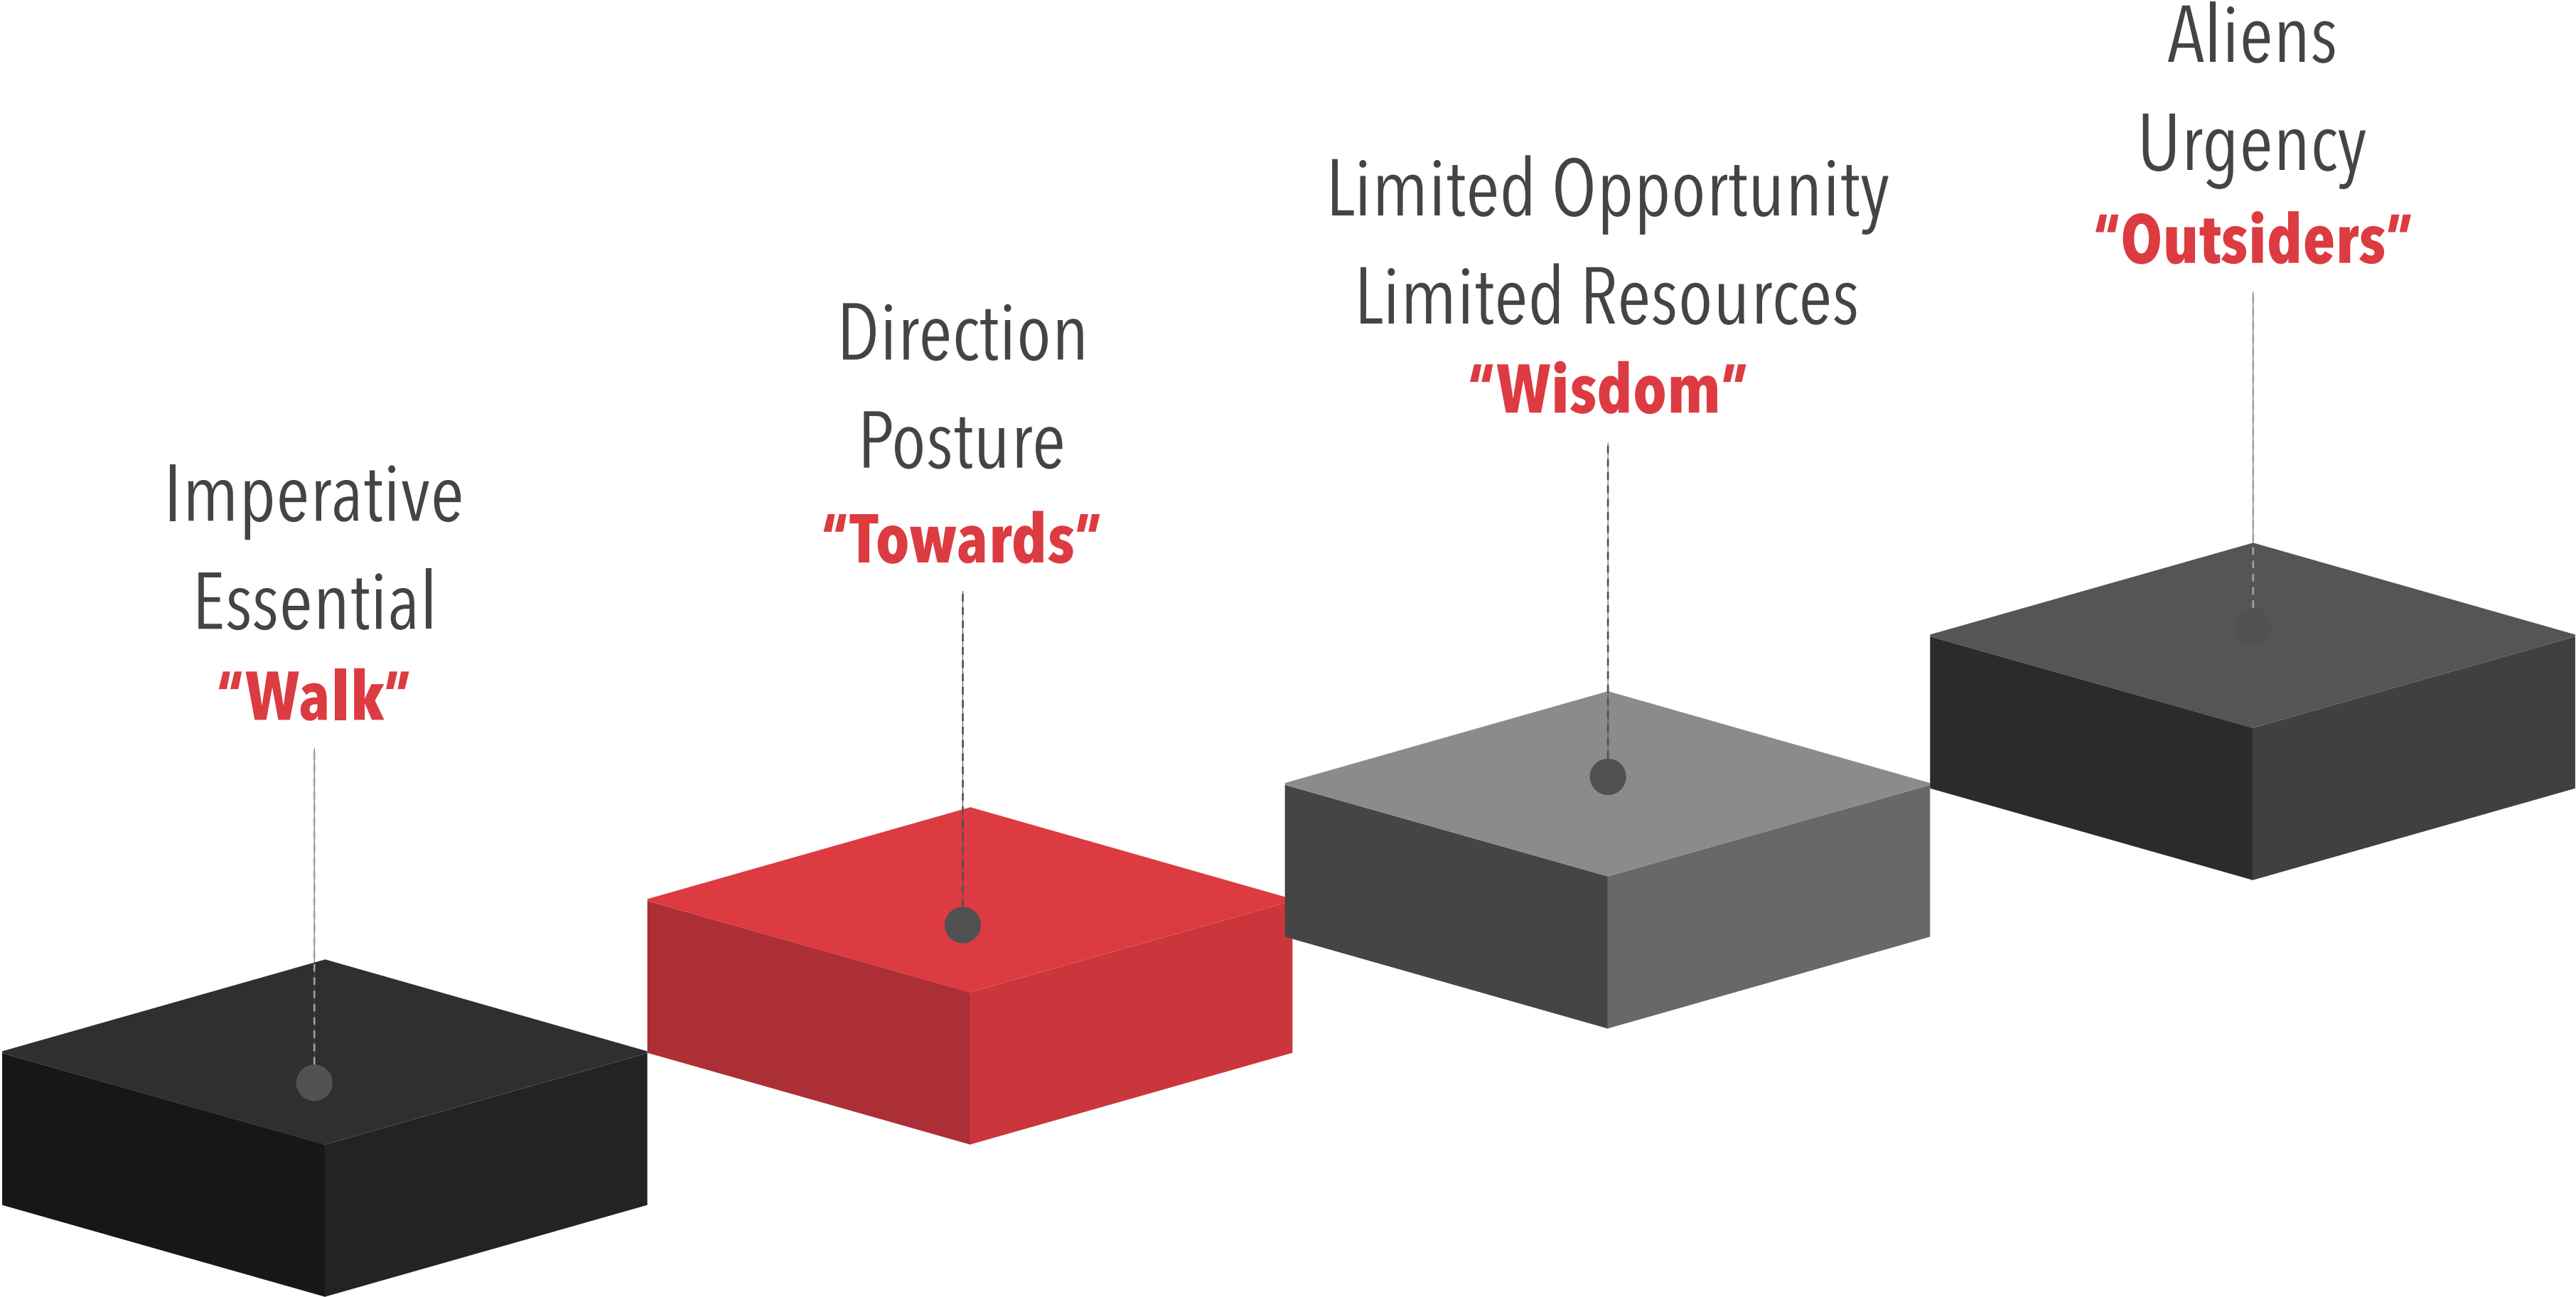 Imperative
Essential
“Walk”
Direction
Posture
“Towards”
Limited Opportunity
Limited Resources
“Wisdom”
Aliens
Urgency
“Outsiders”